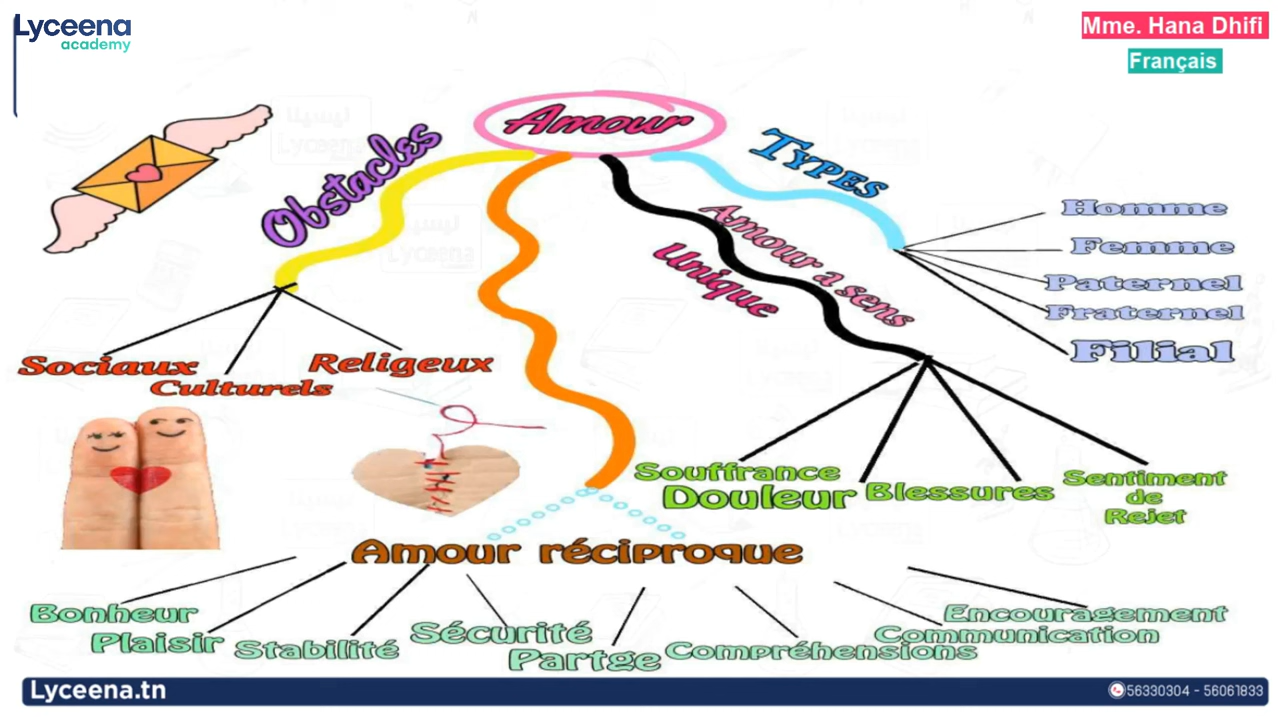 Lyceena
academy
Mme. Hana Dhifi
Français
Amour
Obstacles
Sociaux
Culturels
Religeux
Types
Homme
Femme
Paternel
Fraternel
Filial
Amour a sens
Unique
Souffrance
Douleur
Blessures
Sentiment
de
Rejet
Amour réciproque
Bonheur
Plaisir
Stabilité
Sécurité
Partge
Compréhensions
Communication
Encouragement
Lyceena.tn
56330304 - 56061833